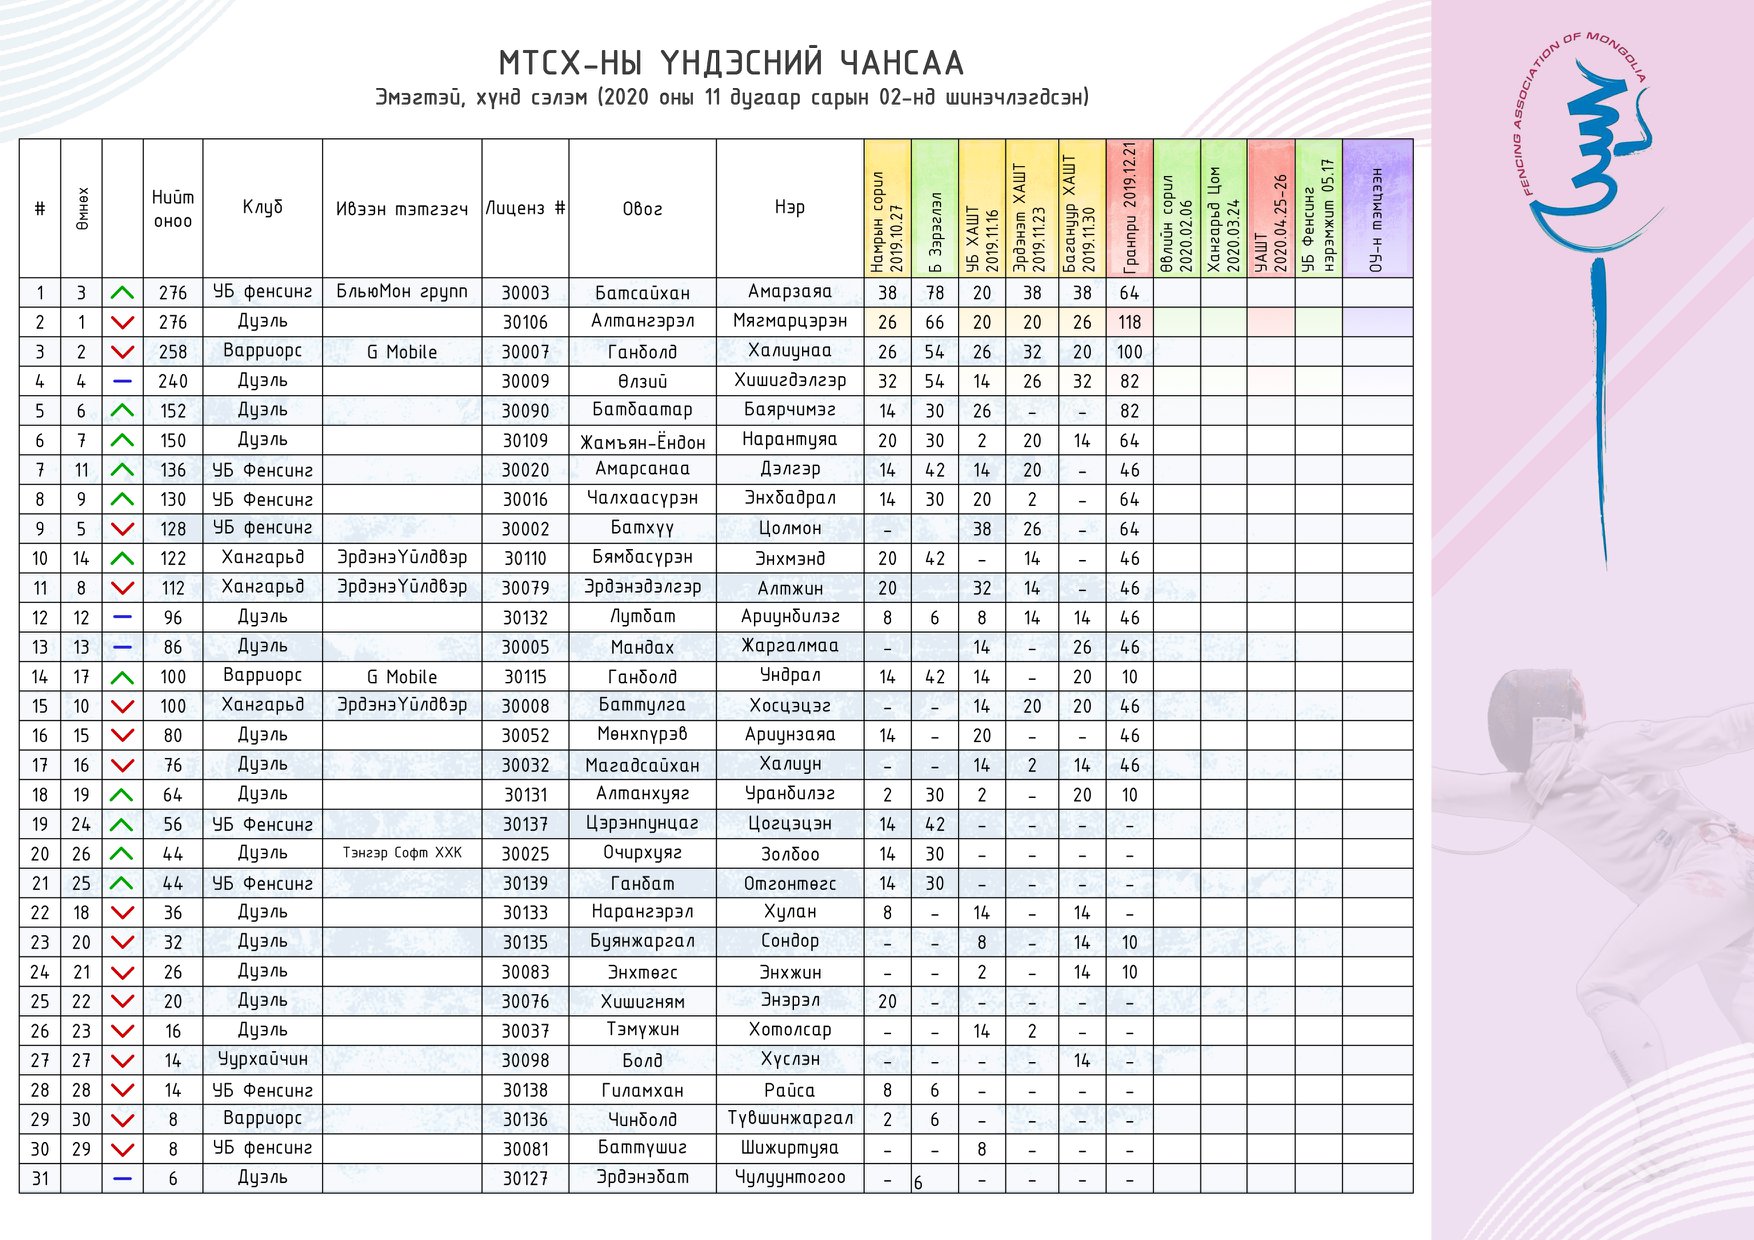 МТСХ-НЫ ҮНДЭСНИЙ ЧАНСАА
Эмэгтэй, хүнд сэлэм (2020 оны 11 дугаар сарын 02-нд шинэчлэгдсэн)
FENCING ASSOCIATION OF MONGOLIA
# Өмнөх Нийт оноо Клуб Ивээн тэтгэгч Лиценз # Овог Нэр Намрын сорил 2019.10.27 Б Зэрэглэл УБ ХАШТ 2019.11.16 Эрдэнэт ХАШТ 2019.11.23 Багануур ХАШТ 2019.11.30 Гранпри 2019.12.21 Өвлийн сорил 2020.02.06 Хангарьд Цом 2020.03.24 УАШТ 2020.04.25-26 УБ Фенсинг нэрэмжит 05.17 ОУ-н тэмцээн
1 3 276 УБ фенсинг БльюМон групп 30003 Батсайхан Амарзаяа 38 78 20 38 38 64
2 1 276 Дуэль 30106 Алтангэрэл Мягмарцэрэн 26 66 20 20 26 118
3 2 258 Варриорс G Mobile 30007 Ганболд Халиунаа 26 54 26 32 20 100
4 4 – 240 Дуэль 30009 Өлзий Хишигдэлгэр 32 54 14 26 32 82
5 6 152 Дуэль 30090 Батбаатар Баярчимэг 14 30 26 - - 82
6 7 150 Дуэль 30109 Жамъян-Ёндон Нарантуяа 20 30 2 20 14 64
7 11 136 УБ Фенсинг 30020 Амарсанаа Дэлгэр 14 42 14 20 - 46
8 9 130 УБ Фенсинг 30016 Чалхаасүрэн Энхбадрал 14 30 20 2 - 64
9 5 128 УБ фенсинг 30002 Батхүү Цолмон - 38 26 - 64
10 14 122 Хангарьд ЭрдэнэҮйлдвэр 30110 Бямбасүрэн Энхмэнд 20 42 - 14 - 46
11 8 112 Хангарьд ЭрдэнэҮйлдвэр 30079 Эрдэнэдэлгэр Алтжин 20 32 14 - 46
12 12 – 96 Дуэль 30132 Лутбат Ариунбилэг 8 6 8 14 14 46
13 13 – 86 Дуэль 30005 Мандах Жаргалмаа - 14 - 26 46
14 17 100 Варриорс G Mobile 30115 Ганболд Ундрал 14 42 14 - 20 10
15 10 100 Хангарьд ЭрдэнэҮйлдвэр 30008 Баттулга Хосцэцэг - - 14 20 20 46
16 15 80 Дуэль 30052 Мөнхпүрэв Ариунзаяа 14 - 20 - - 46
17 16 76 Дуэль 30032 Магадсайхан Халиун - - 14 2 14 46
18 19 64 Дуэль 30131 Алтанхуяг Уранбилэг 2 30 2 - 20 10
19 24 56 УБ Фенсинг 30137 Цэрэнпунцаг Цогцэцэн 14 42 - - - -
20 26 44 Дуэль Тэнгэр Софт ХХК 30025 Очирхуяг Золбоо 14 30 - - - -
21 25 44 УБ Фенсинг 30139 Ганбат Отгонтөгс 14 30 - - - -
22 18 36 Дуэль 30133 Нарангэрэл Хулан 8 - 14 - 14 -
23 20 32 Дуэль 30135 Буянжаргал Сондор - - 8 - 14 10
24 21 26 Дуэль 30083 Энхтөгс Энхжин - - 2 - 14 10
25 22 20 Дуэль 30076 Хишигням Энэрэл 20 - - - - -
26 23 16 Дуэль 30037 Тэмүжин Хотолсар - - 14 2 - -
27 27 14 Уурхайчин 30098 Болд Хүслэн - - - - 14 -
28 28 14 УБ Фенсинг 30138 Гиламхан Райса 8 6 - - - -
29 30 8 Варриорс 30136 Чинболд Түвшинжаргал 2 6 - - - -
30 29 8 УБ фенсинг 30081 Баттүшиг Шижиртуяа - - 8 - - -
31 – 6 Дуэль 30127 Эрдэнэбат Чулуунтогоо - 6 - - - -